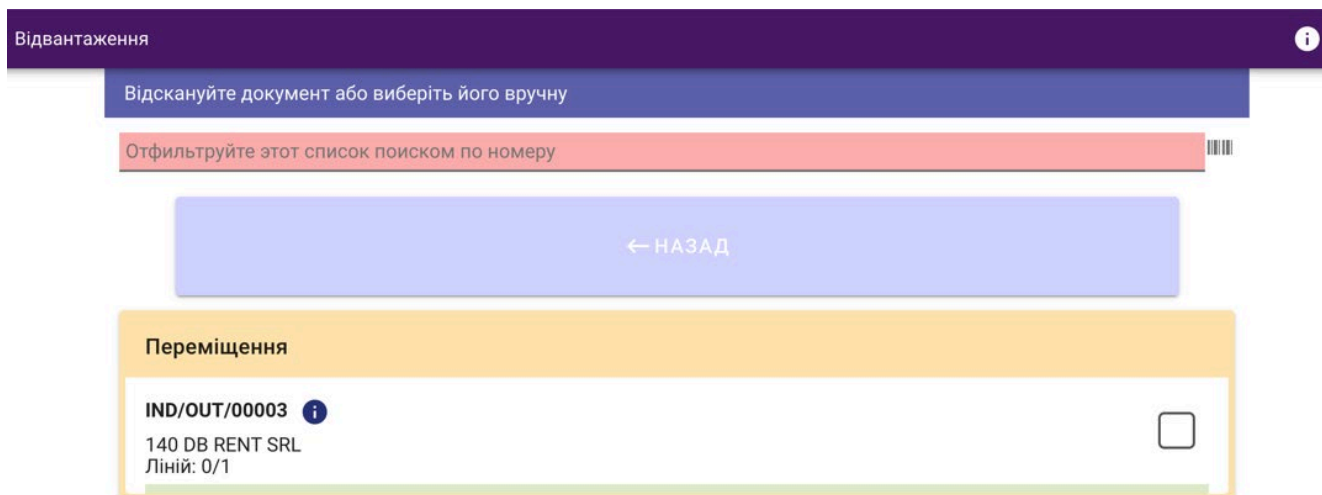 Відвантаження
Відскануйте документ або виберіть його вручну
Отфильтруйте этот список поиском по номеру
←НАЗАД
Переміщення
IND/OUT/00003
140 DB RENT SRL
Ліній: 0/1